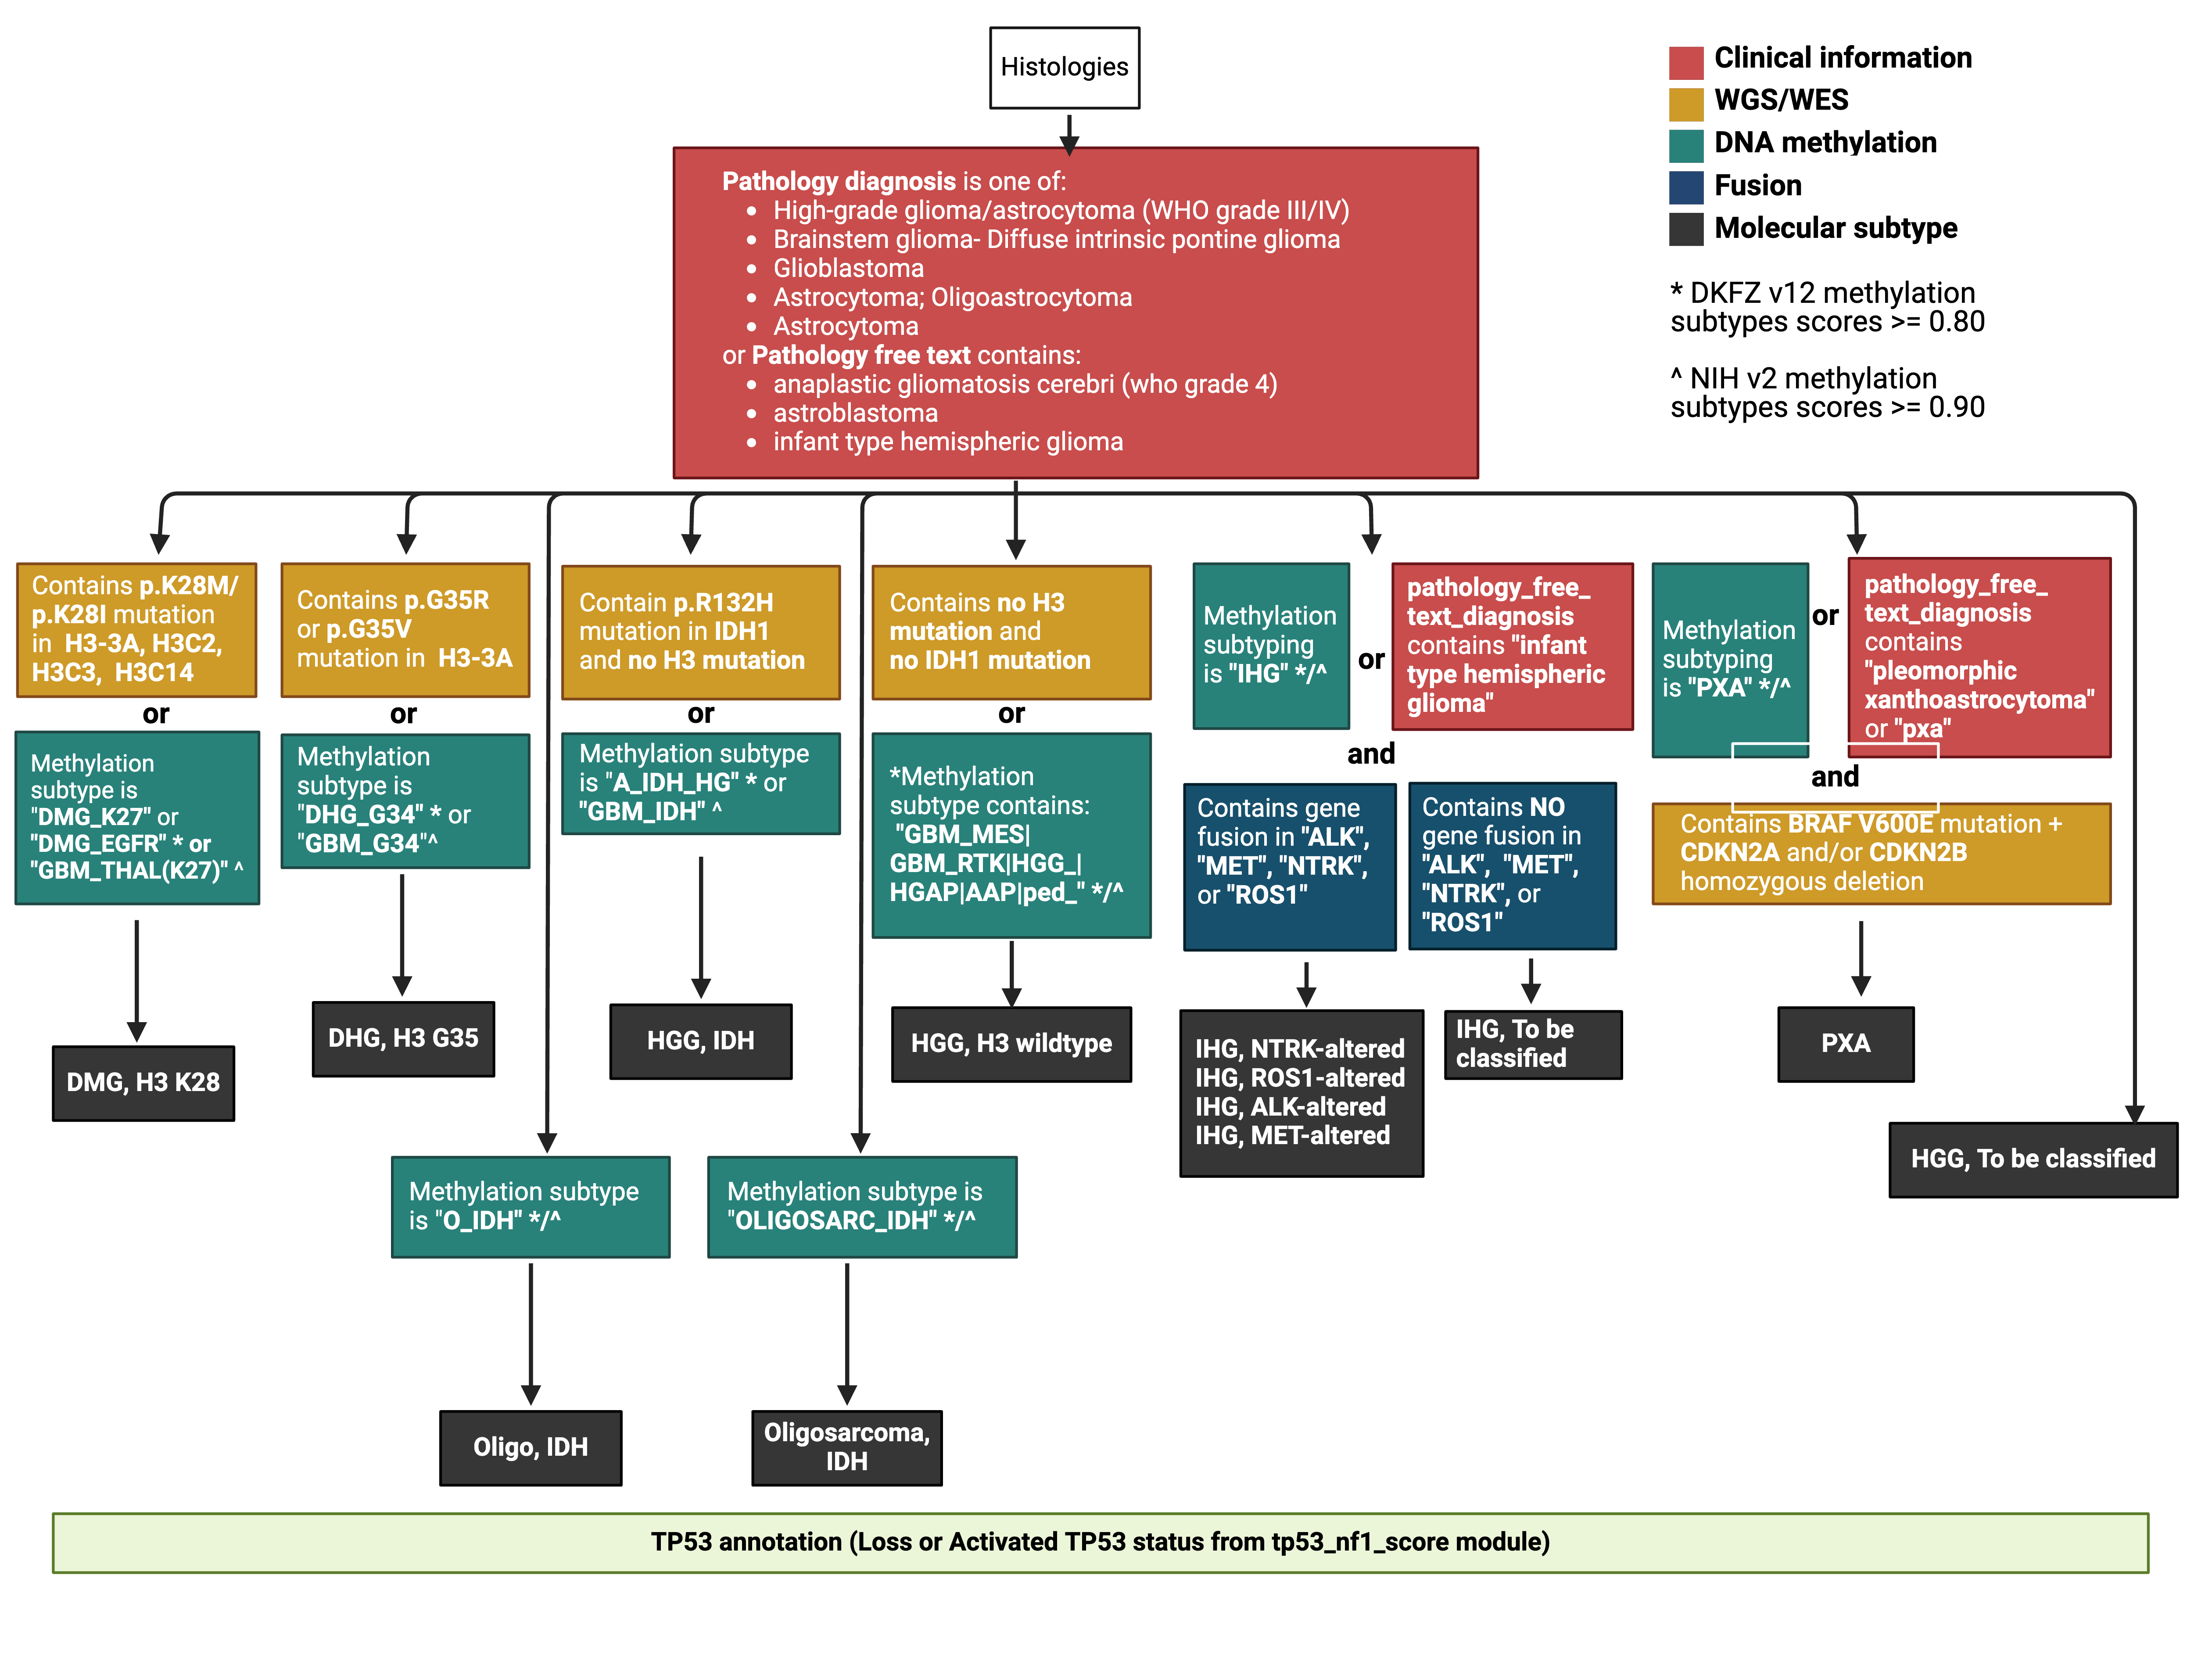 Histologies
Clinical information
WGS/WES
DNA methylation
Fusion
Molecular subtype
* DKFZ v12 methylation
subtypes scores >= 0.80
^ NIH v2 methylation
subtypes scores >= 0.90
Pathology diagnosis is one of:
• High-grade glioma/astrocytoma (WHO grade III/IV)
• Brainstem glioma- Diffuse intrinsic pontine glioma
• Glioblastoma
• Astrocytoma; Oligoastrocytoma
• Astrocytoma
or Pathology free text contains:
• anaplastic gliomatosis cerebri (who grade 4)
• astroblastoma
• infant type hemispheric glioma
Contains p.K28M/
p.K28I mutation
in H3-3A, H3C2,
H3C3, H3C14
or
Methylation
subtype is
"DMG_K27" or
"DMG_EGFR" * or
"GBM_THAL(K27)" ^
DMG, H3 K28
Contains p.G35R
or p.G35V
mutation in H3-3A
or
Methylation
subtype is
"DHG_G34" * or
"GBM_G34"^
DHG, H3 G35
Contain p.R132H
mutation in IDH1
and no H3 mutation
or
Methylation subtype
is "A_IDH_HG" * or
"GBM_IDH" ^
HGG, IDH
Contains no H3
mutation and
no IDH1 mutation
or
*Methylation
subtype contains:
"GBM_MES|
GBM_RTK|HGG_|
HGAP|AAP|ped_" */^
HGG, H3 wildtype
Methylation
subtyping
is "IHG" */^
or
pathology_free_
text_diagnosis
contains "infant
type hemispheric
glioma"
and
Contains gene
fusion in "ALK",
"MET", "NTRK",
or "ROS1"
Contains NO
gene fusion in
"ALK", "MET",
"NTRK", or
"ROS1"
IHG, NTRK-altered
IHG, ROS1-altered
IHG, ALK-altered
IHG, MET-altered
IHG, To be
classified
Methylation
subtyping
is "PXA" */^
or
pathology_free_
text_diagnosis
contains
"pleomorphic
xanthoastrocytoma"
or "pxa"
and
Contains BRAF V600E mutation +
CDKN2A and/or CDKN2B
homozygous deletion
PXA
HGG, To be classified
Methylation subtype
is "O_IDH" */^
Oligo, IDH
Methylation subtype is
"OLIGOSARC_IDH" */^
Oligosarcoma,
IDH
TP53 annotation (Loss or Activated TP53 status from tp53_nf1_score module)